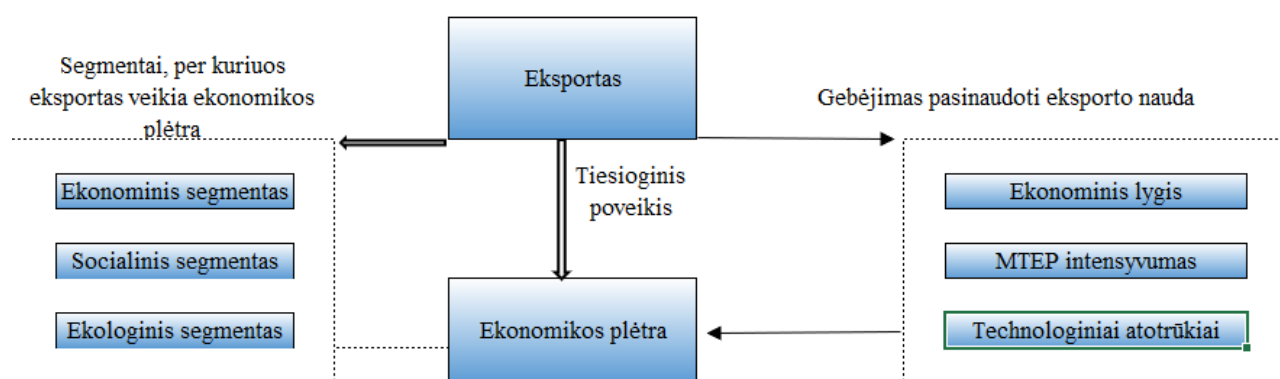 Segmentai, per kuriuos
eksportas veikia ekonomikos
plėtra
Eksportas
Gebėjimas pasinaudoti eksporto nauda
Tiesioginis
poveikis
Ekonominis segmentas
Socialinis segmentas
Ekologinis segmentas
Ekonomikos plėtra
Ekonominis lygis
MTEP intensyvumas
Technologiniai atotrūkiai